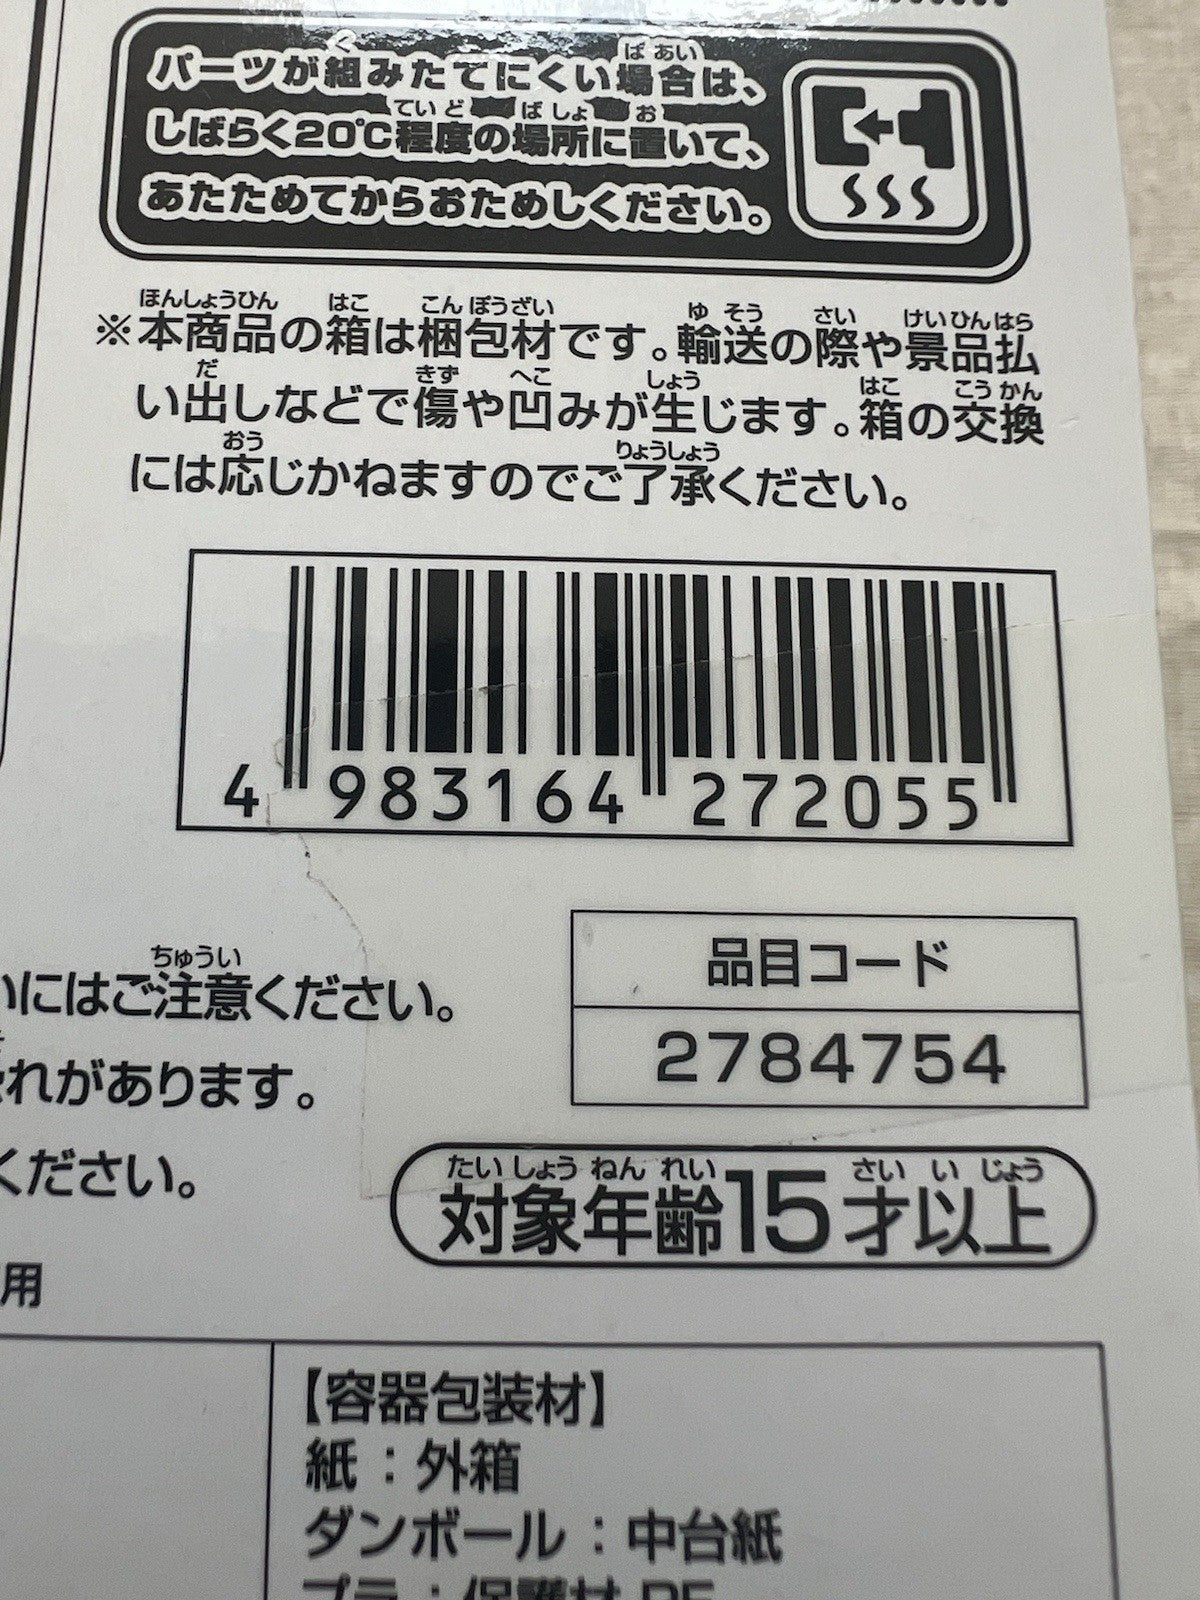 パーツが組みたてにくい場合は、
しばらく20℃程度の場所に置いて、
あたためてからおためしください。
※本商品の箱は梱包材です。輸送の際や景品払
い出しなどで傷や凹みが生じます。箱の交換
には応じかねますのでご了承ください。
4 983164 272055
品目コード
2784754
いにはご注意ください。
れがあります。
ください。
対象年齢15才以上
用
【容器包装材】
紙：外箱
ダンボール：中台紙
プラ：保護材 PE